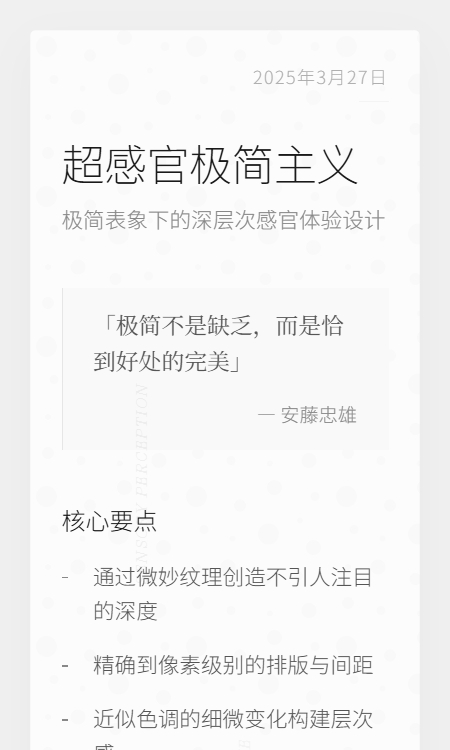 2025年3月27日
超感官极简主义
极简表象下的深层次感官体验设计
「极简不是缺乏，而是恰
到好处的完美」
— 安藤忠雄
PERCEPTION
核心要点
- 通过微妙纹理创造不引人注目
的深度
- 精确到像素级别的排版与间距
- 近似色调的细微变化构建层次
感